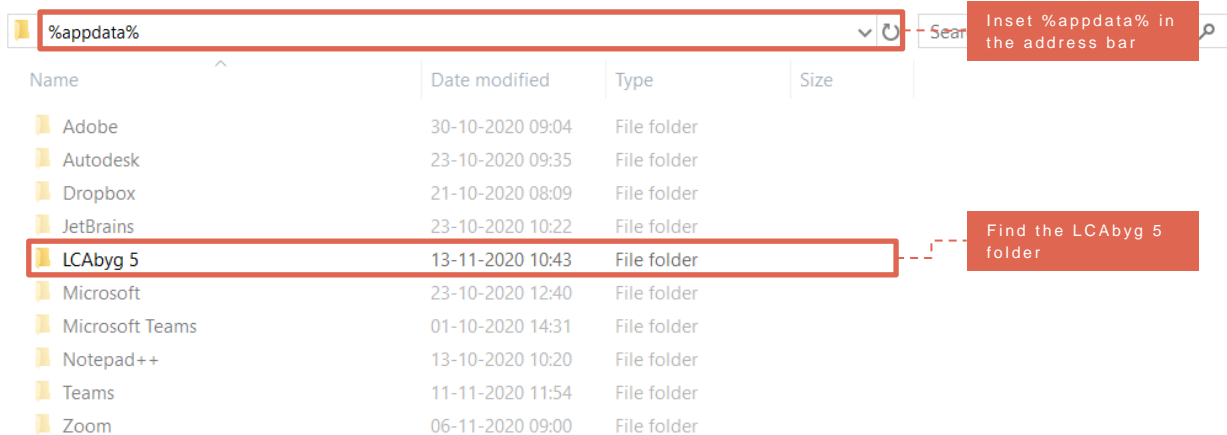 %appdata%
Sear
Inset %appdata% in
the address bar
Name Date modified Type Size
Adobe 30-10-2020 09:04 File folder
Autodesk 23-10-2020 09:35 File folder
Dropbox 21-10-2020 08:09 File folder
JetBrains 23-10-2020 10:22 File folder
LCAbyg 5 13-11-2020 10:43 File folder
Find the LCAbyg 5
folder
Microsoft 23-10-2020 12:40 File folder
Microsoft Teams 01-10-2020 14:31 File folder
Notepad++ 13-10-2020 10:20 File folder
Teams 11-11-2020 11:54 File folder
Zoom 06-11-2020 09:00 File folder